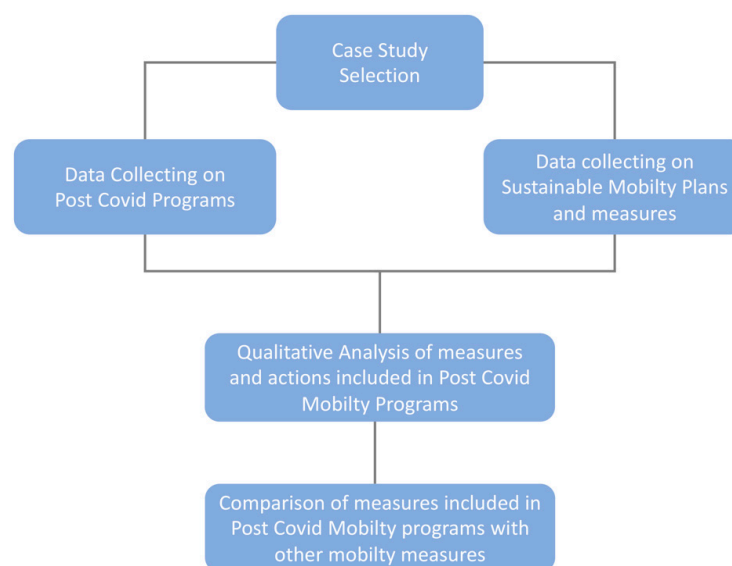 Case Study
Selection
Data Collecting on
Post Covid Programs
Data collecting on
Sustainable Mobilty Plans
and measures
Qualitative Analysis of measures
and actions included in Post Covid
Mobilty Programs
Comparison of measures included in
Post Covid Mobilty programs with
other mobilty measures